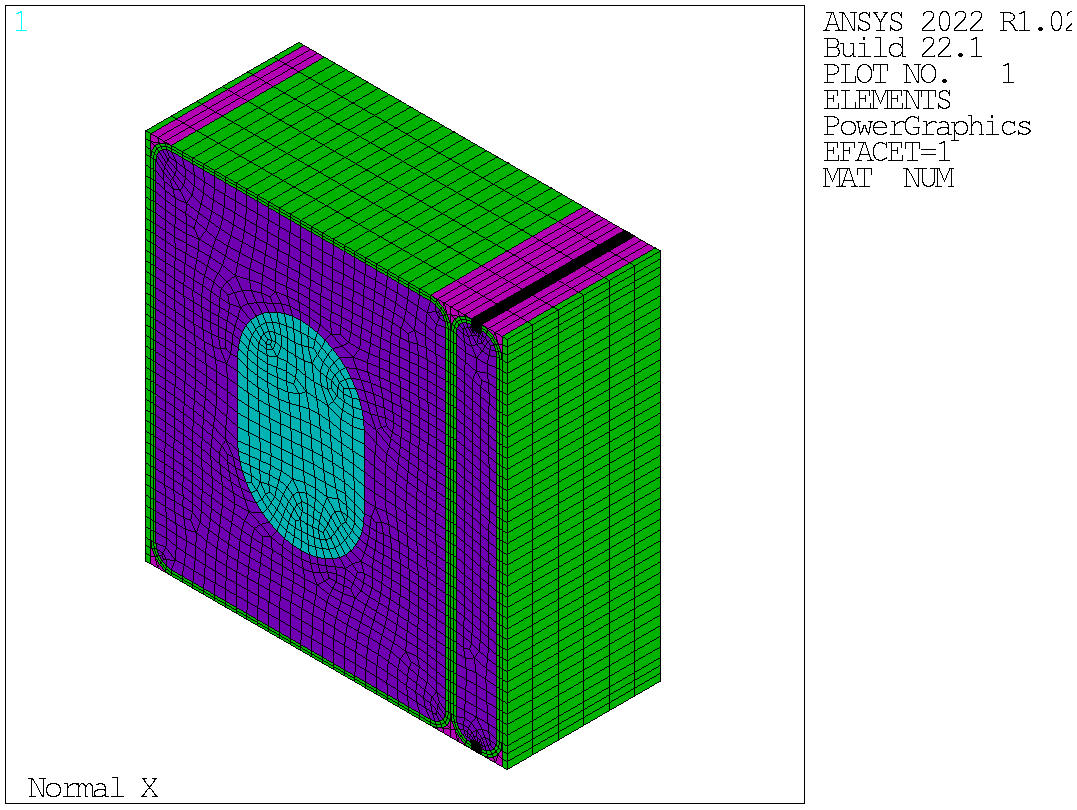 1
ANSYS 2022 R1.02
Build 22.1
PLOT NO. 1
ELEMENTS
PowerGraphics
EFACET=1
MAT NUM
Normal X